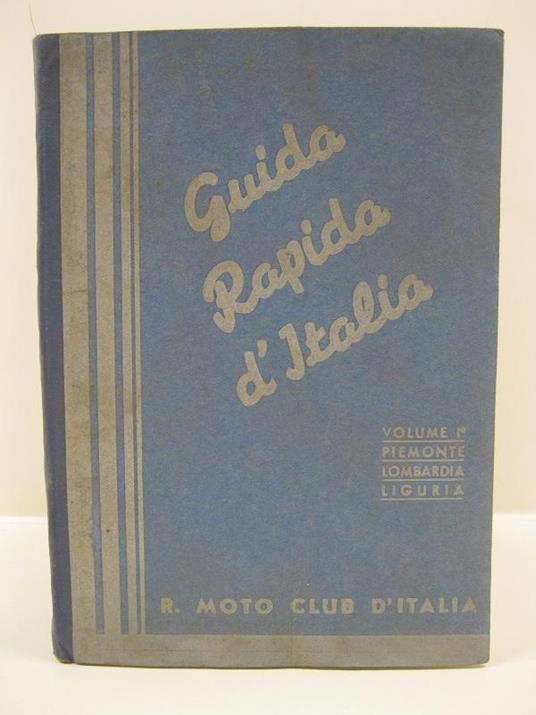 Guida
Rapida
d'Italia
VOLUME Iº
PIEMONTE
LOMBARDIA
LIGURIA
R. MOTO CLUB D'ITALIA